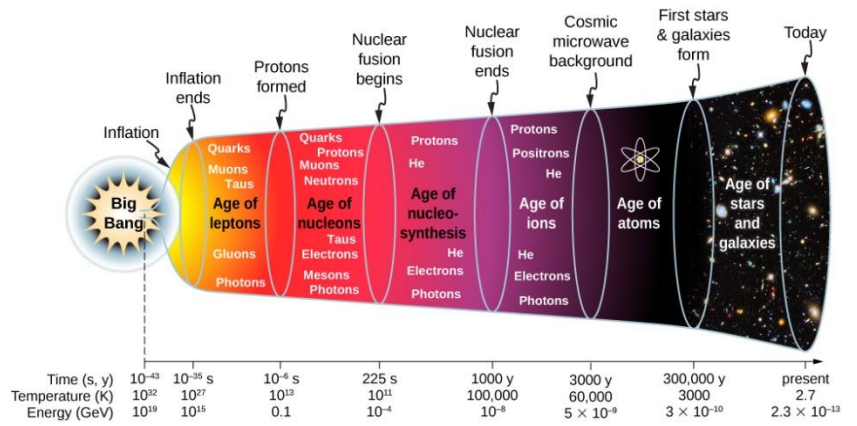 Inflation
Inflation
ends
Protons
formed
Nuclear
fusion
begins
Nuclear
fusion
ends
Cosmic
microwave
background
First stars
& galaxies
form
Today
Big
Bang
Quarks
Muons
Taus
Age of
leptons
Gluons
Photons
Quarks
Protons
Muons
Neutrons
Age of
nucleons
Taus
Electrons
Mesons
Photons
Protons
He
Age of
nucleo-
synthesis
He
Electrons
Photons
Protons
Positrons
He
Age of
ions
He
Electrons
Photons
Age of
atoms
Age of
stars
and
galaxies
Time (s, y) 10⁻⁴³ 10⁻³⁵ s 10⁻⁶ s 225 s 1000 y 3000 y 300,000 y present
Temperature (K) 10³² 10²⁷ 10¹³ 10¹¹ 100,000 60,000 3000 2.7
Energy (GeV) 10¹⁹ 10¹⁵ 0.1 10⁻⁴ 10⁻⁸ 5 × 10⁻⁹ 3 × 10⁻¹⁰ 2.3 × 10⁻¹³